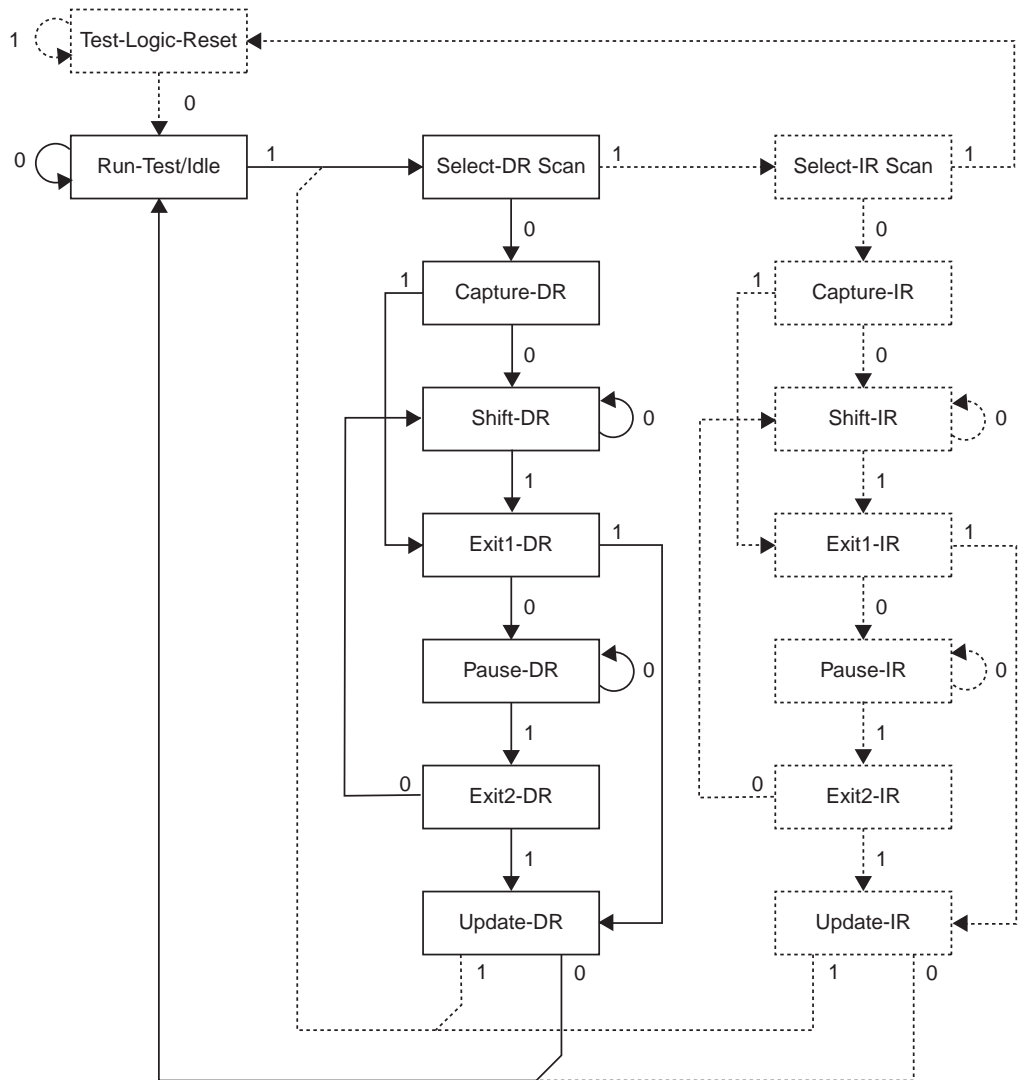 Test-Logic-Reset
1
0
Run-Test/Idle
0
1
Select-DR Scan
1
Select-IR Scan
1
0
0
Capture-DR
1
Capture-IR
1
0
0
Shift-DR
0
Shift-IR
0
1
1
Exit1-DR
1
Exit1-IR
1
0
0
Pause-DR
0
Pause-IR
0
1
1
Exit2-DR
0
Exit2-IR
0
1
1
Update-DR
Update-IR
1
0
1
0